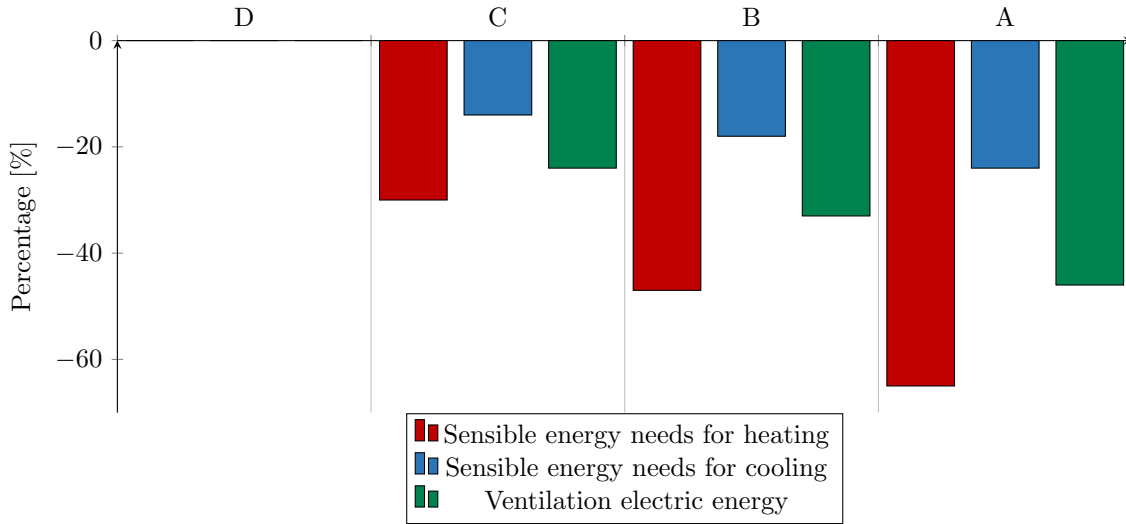 D C B A
0
−20
−40
−60
Percentage [%]
Sensible energy needs for heating
Sensible energy needs for cooling
Ventilation electric energy